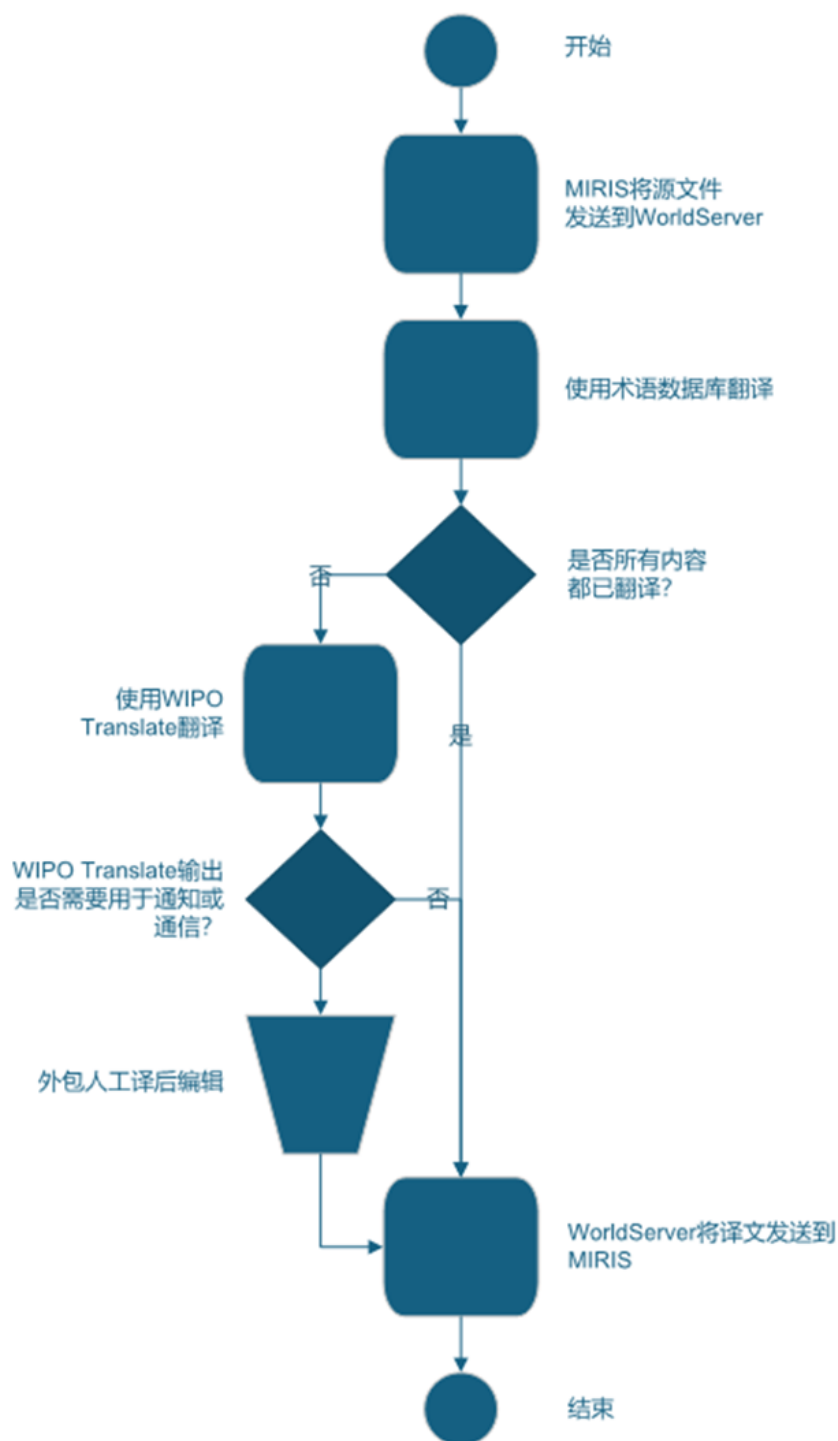 开始
MIRIS将源文件
发送到WorldServer
使用术语数据库翻译
是否所有内容
都已翻译？
否
使用WIPO
Translate翻译
是
WIPO Translate输出
是否需要用于通知或
通信？
否
外包人工译后编辑
WorldServer将译文发送到
MIRIS
结束